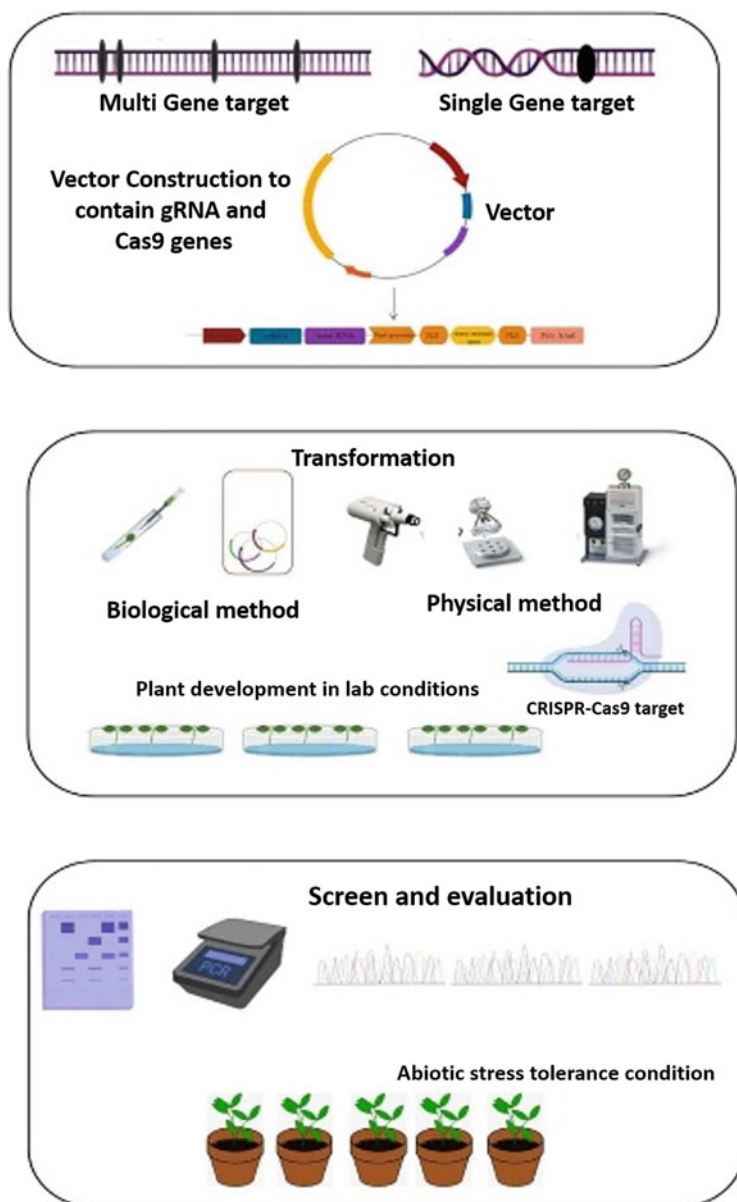 Multi Gene target
Single Gene target
Vector Construction to
contain gRNA and
Cas9 genes
Vector
Transformation
Biological method
Physical method
Plant development in lab conditions
CRISPR-Cas9 target
Screen and evaluation
PCR
Abiotic stress tolerance condition